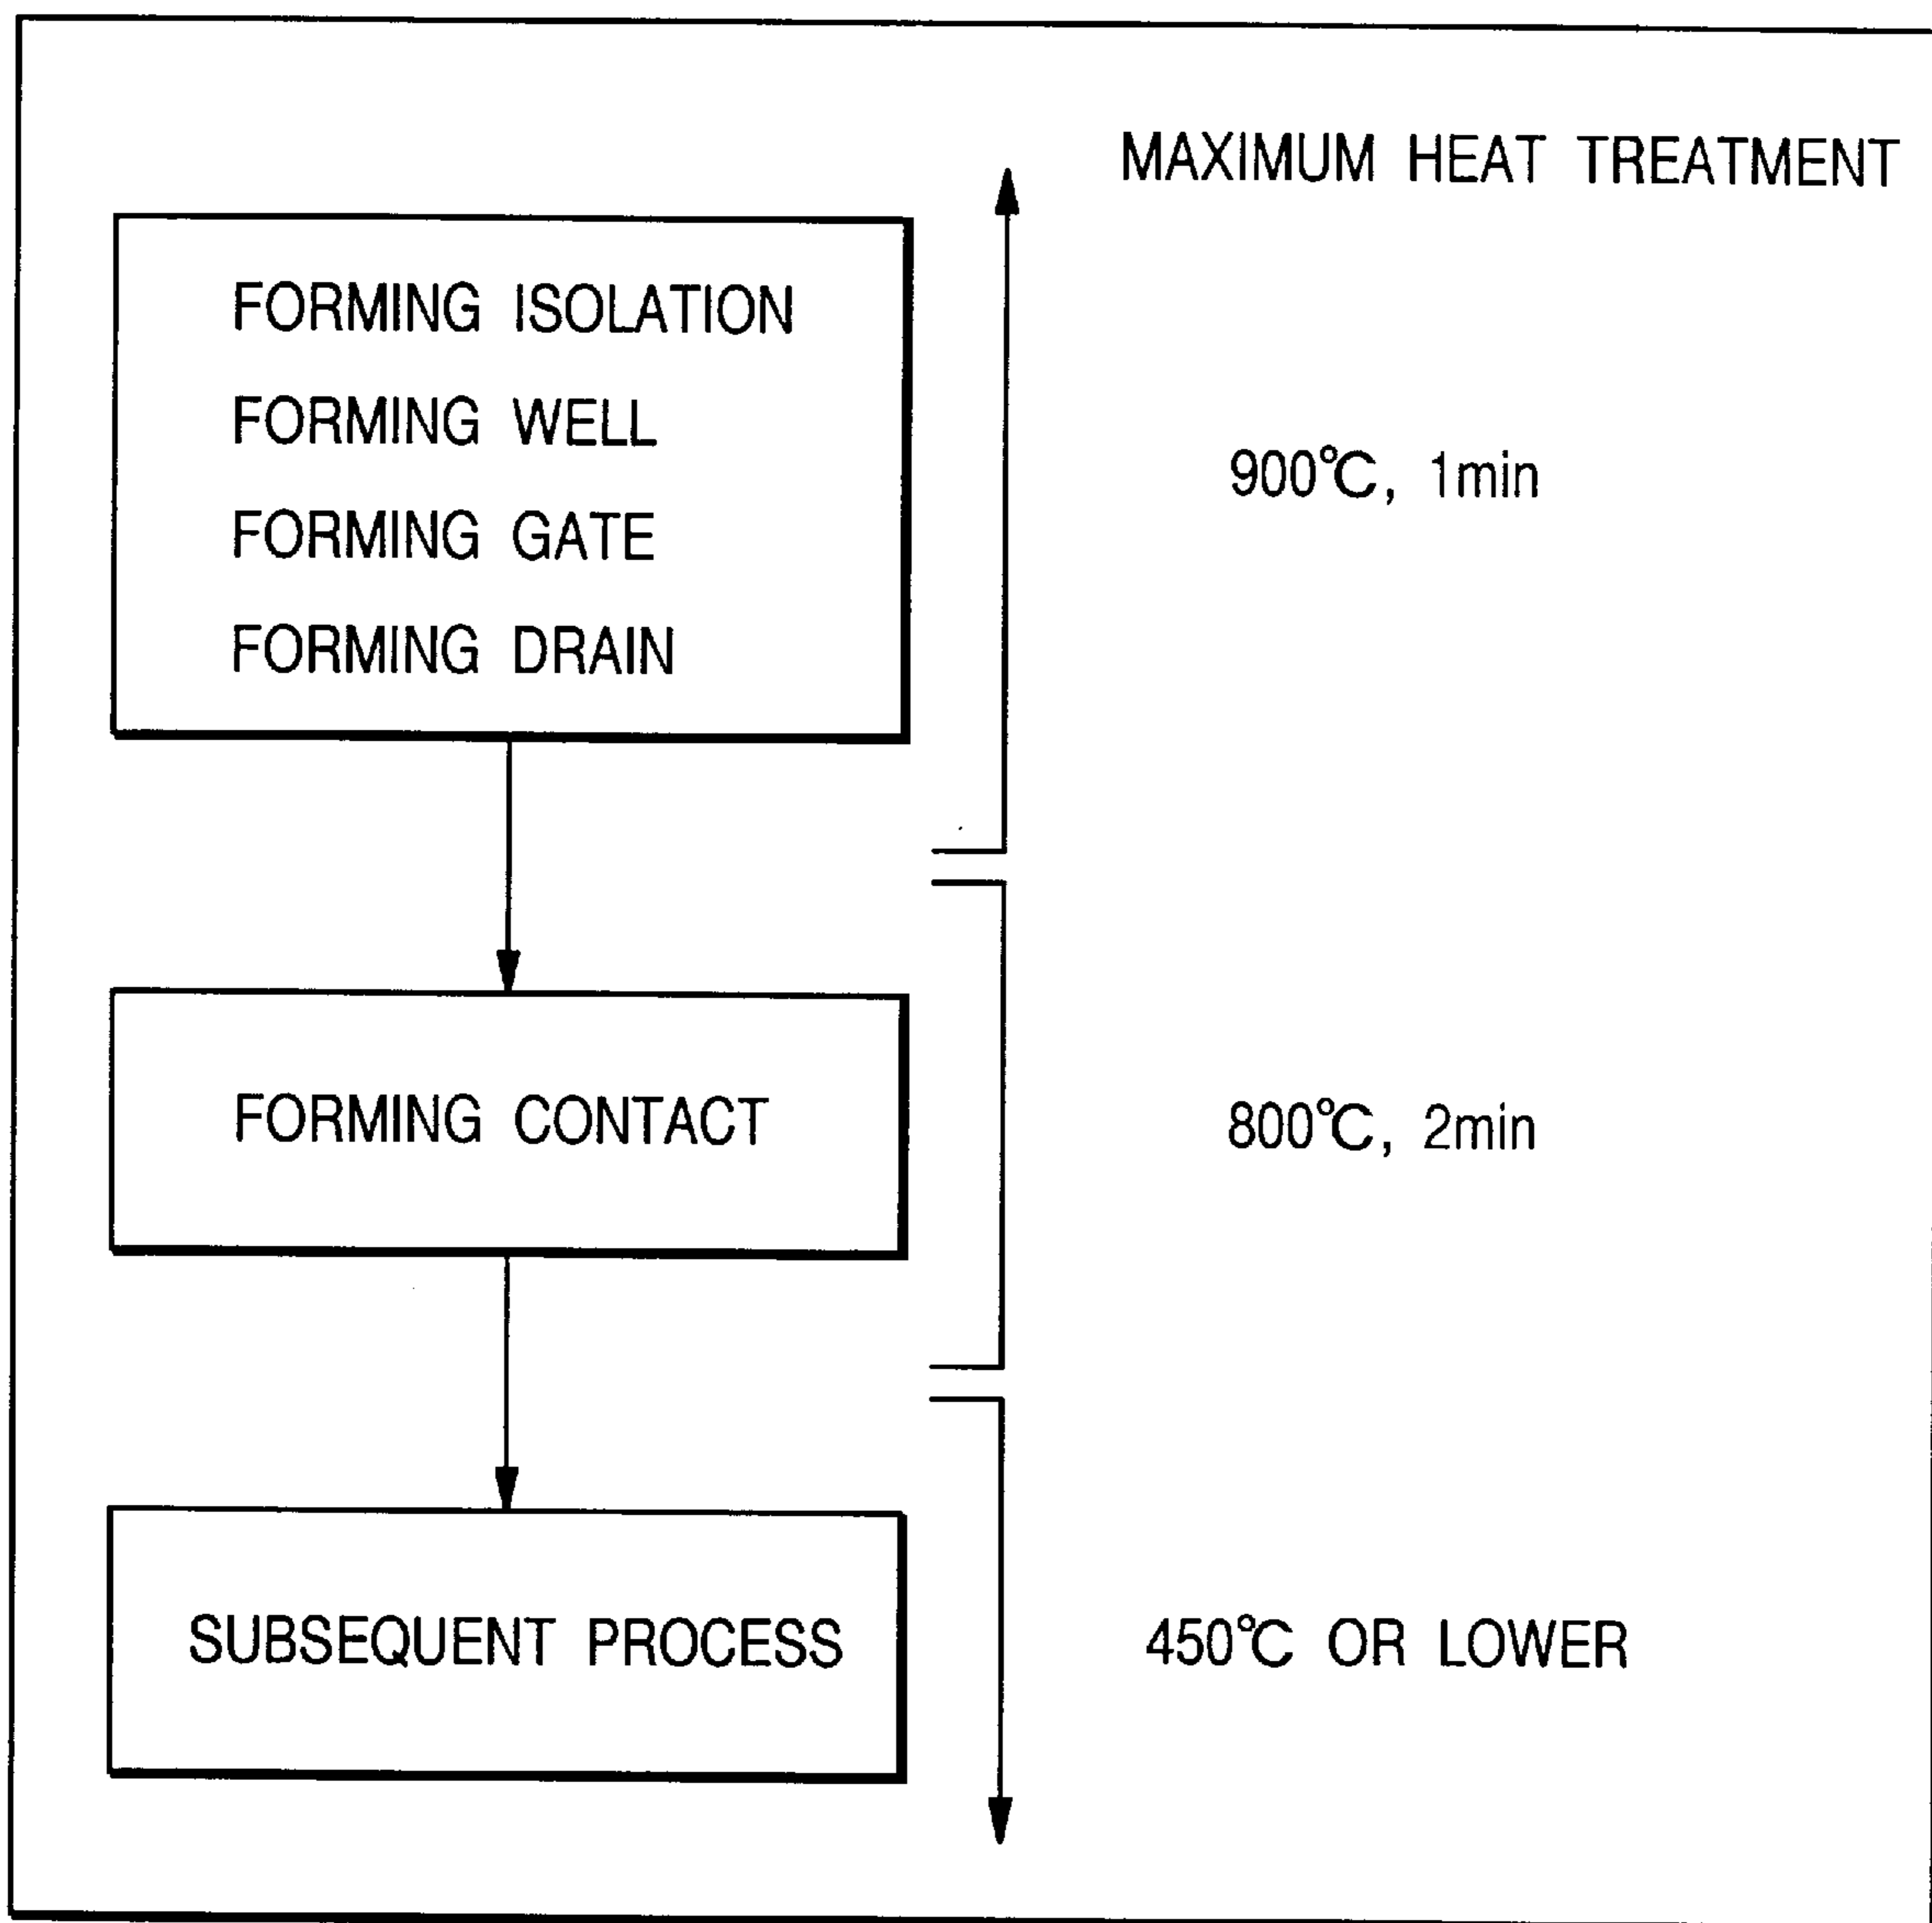 MAXIMUM HEAT TREATMENT
FORMING ISOLATION
FORMING WELL
FORMING GATE
FORMING DRAIN
900℃, 1min
FORMING CONTACT
800℃, 2min
SUBSEQUENT PROCESS
450℃ OR LOWER